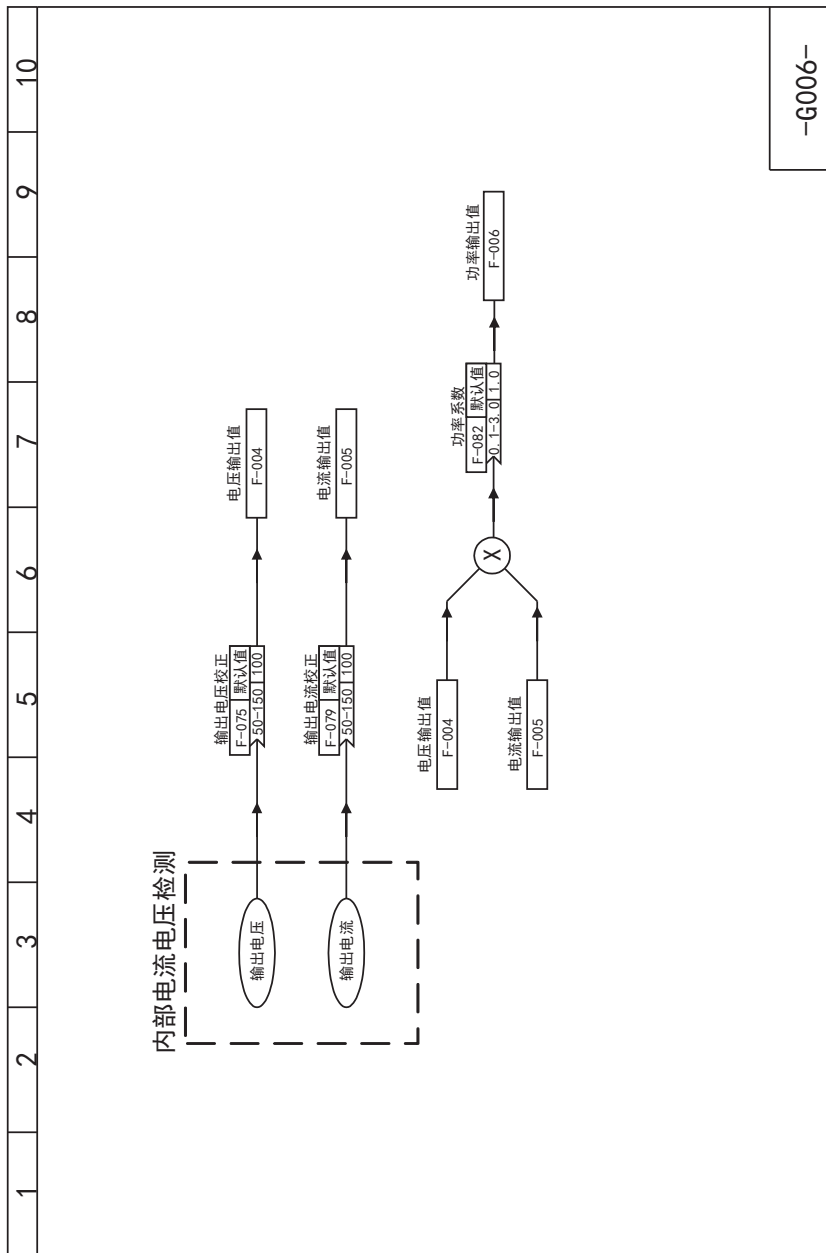 1 2 3 4 5 6 7 8 9 10
内部电流电压检测
输出电压
输出电压校正
F-075 默认值
50-150 100
电压输出值
F-004
输出电流
输出电流校正
F-079 默认值
50-150 100
电流输出值
F-005
电压输出值
F-004
电流输出值
F-005
X
功率系数
F-082 默认值
0.1-3.0 1.0
功率输出值
F-006
-G006-